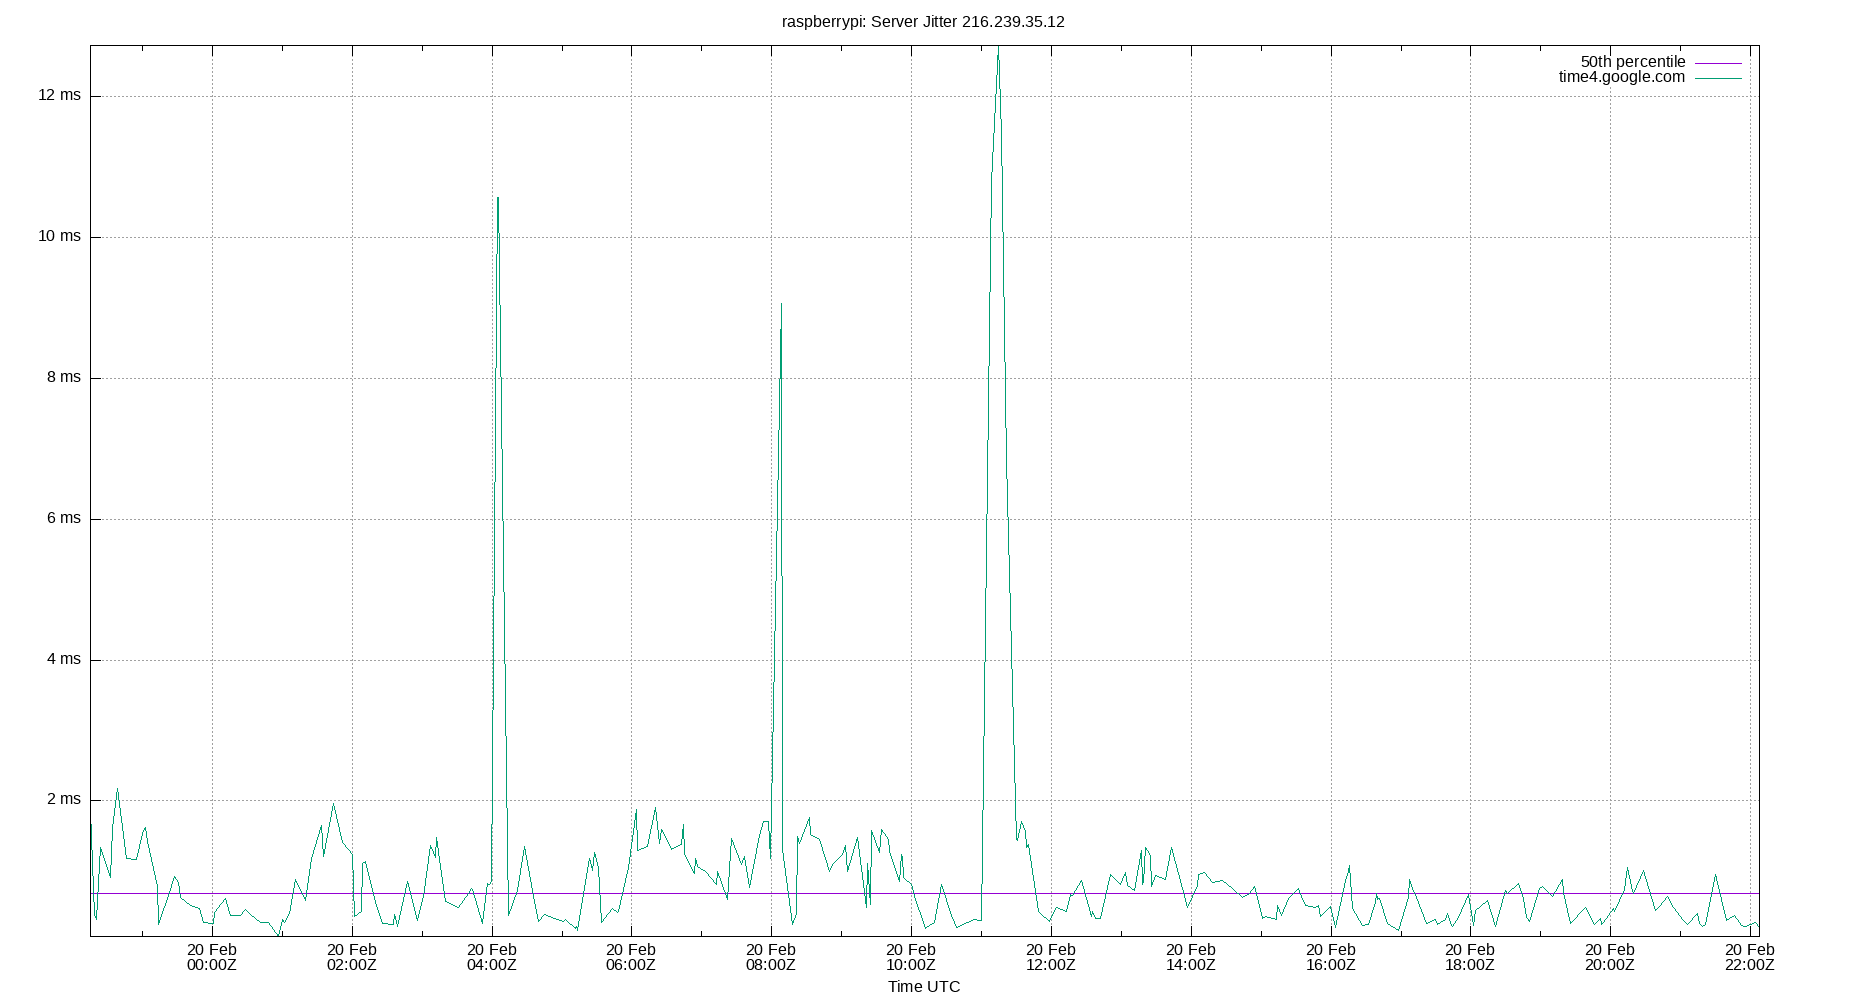 raspberrypi: Server Jitter 216.239.35.12
50th percentile
time4.google.com
12 ms
10 ms
8 ms
6 ms
4 ms
2 ms
20 Feb 20 Feb 20 Feb 20 Feb 20 Feb 20 Feb 20 Feb 20 Feb 20 Feb 20 Feb 20 Feb 20 Feb
00:00Z 02:00Z 04:00Z 06:00Z 08:00Z 10:00Z 12:00Z 14:00Z 16:00Z 18:00Z 20:00Z 22:00Z
Time UTC